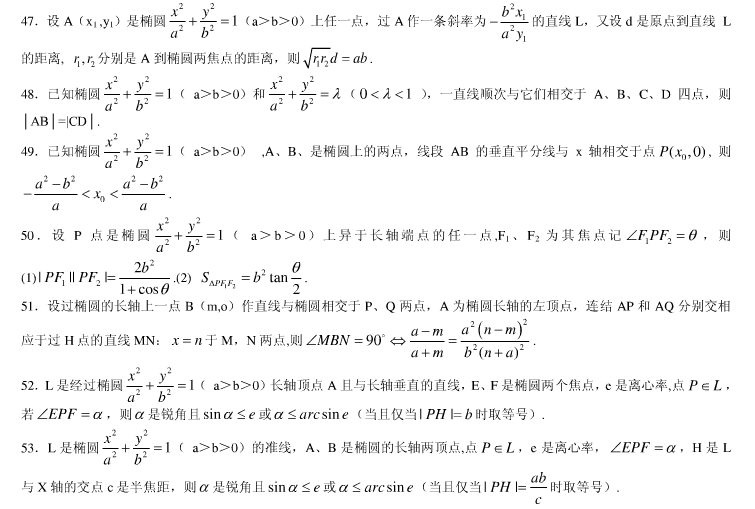 47．设 A（x₁,y₁）是椭圆 x²/a² + y²/b² = 1（a＞b＞0）上任一点，过 A 作一条斜率为 −b²x₁/a²y₁ 的直线 L，又设 d 是原点到直线 L
的距离, r₁,r₂ 分别是 A 到椭圆两焦点的距离，则 √(r₁r₂)d = ab.
48．已知椭圆 x²/a² + y²/b² = 1（ a＞b＞0）和 x²/a² + y²/b² = λ（ 0 < λ < 1 ），一直线顺次与它们相交于 A、B、C、D 四点，则
│AB│=|CD│.
49．已知椭圆 x²/a² + y²/b² = 1（ a＞b＞0） ,A、B、是椭圆上的两点，线段 AB 的垂直平分线与 x 轴相交于点 P(x₀,0)，则
−(a²−b²)/a < x₀ < (a²−b²)/a .
50．设 P 点是椭圆 x²/a² + y²/b² = 1（ a＞b＞0）上异于长轴端点的任一点,F₁、F₂ 为其焦点记 ∠F₁PF₂ = θ，则
(1)| PF₁ || PF₂ |= 2b²/(1+cosθ) .(2) S_ΔPF₁F₂ = b² tan θ/2 .
51．设过椭圆的长轴上一点 B（m,o）作直线与椭圆相交于 P、Q 两点，A 为椭圆长轴的左顶点，连结 AP 和 AQ 分别交相
应于过 H 点的直线 MN： x = n 于 M，N 两点,则 ∠MBN = 90° ⇔ (a−m)/(a+m) = a²(n−m)²/b²(n+a)² .
52．L 是经过椭圆 x²/a² + y²/b² = 1（ a＞b＞0）长轴顶点 A 且与长轴垂直的直线，E、F 是椭圆两个焦点，e 是离心率,点 P ∈ L，
若 ∠EPF = α，则 α 是锐角且 sin α ≤ e 或 α ≤ arc sin e（当且仅当 | PH |= b 时取等号）.
53．L 是椭圆 x²/a² + y²/b² = 1（ a＞b＞0）的准线，A、B 是椭圆的长轴两顶点,点 P ∈ L，e 是离心率，∠EPF = α，H 是 L
与 X 轴的交点 c 是半焦距，则 α 是锐角且 sin α ≤ e 或 α ≤ arc sin e（当且仅当 | PH |= ab/c 时取等号）.